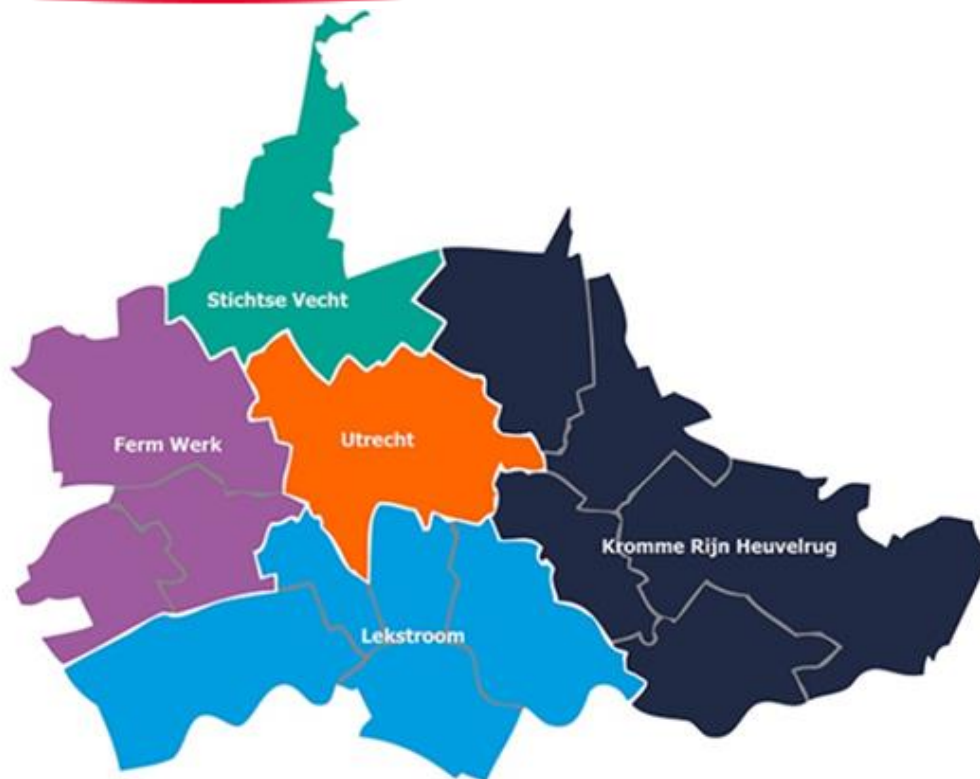 Stichtse Vecht
Ferm Werk
Utrecht
Kromme Rijn Heuvelrug
Lekstroom